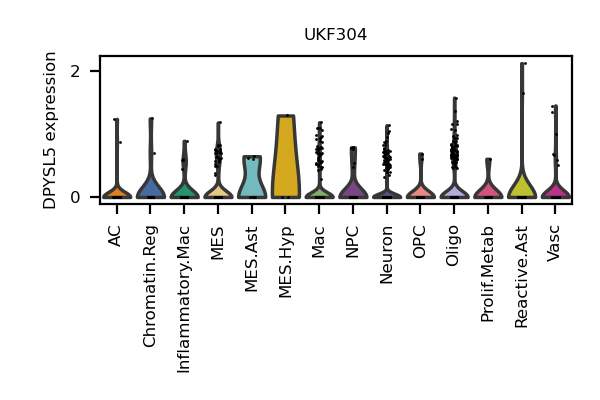 UKF304
DPYSL5 expression
2
0
AC
Chromatin.Reg
Inflammatory.Mac
MES
MES.Ast
MES.Hyp
Mac
NPC
Neuron
OPC
Oligo
Prolif.Metab
Reactive.Ast
Vasc